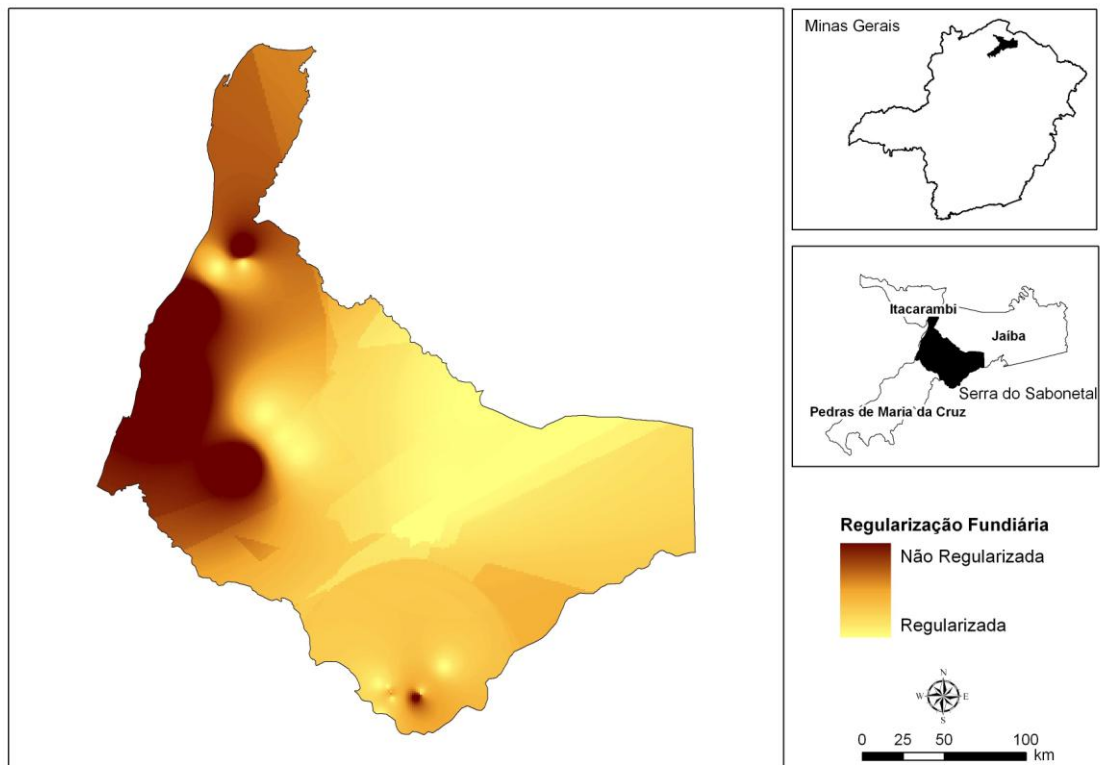 Minas Gerais
Itacarambi
Jaíba
Serra do Sabonetal
Pedras de Maria da Cruz
Regularização Fundiária
Não Regularizada
Regularizada
N
W E
S
0 25 50 100
km